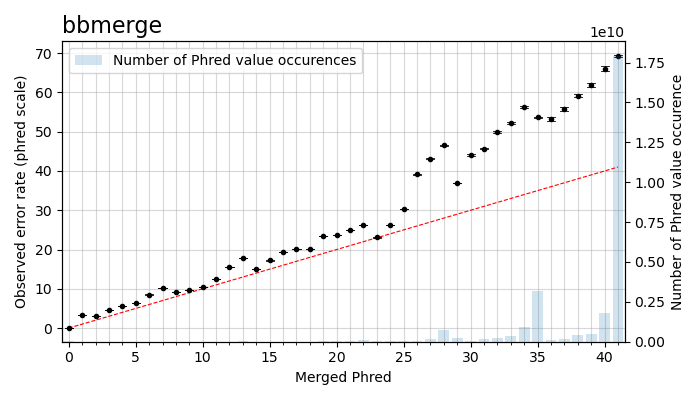 bbmerge
1e10
Number of Phred value occurences
Observed error rate (phred scale)
70
60
50
40
30
20
10
0
1.75
1.50
1.25
1.00
0.75
0.50
0.25
0.00
Number of Phred value occurence
0 5 10 15 20 25 30 35 40
Merged Phred